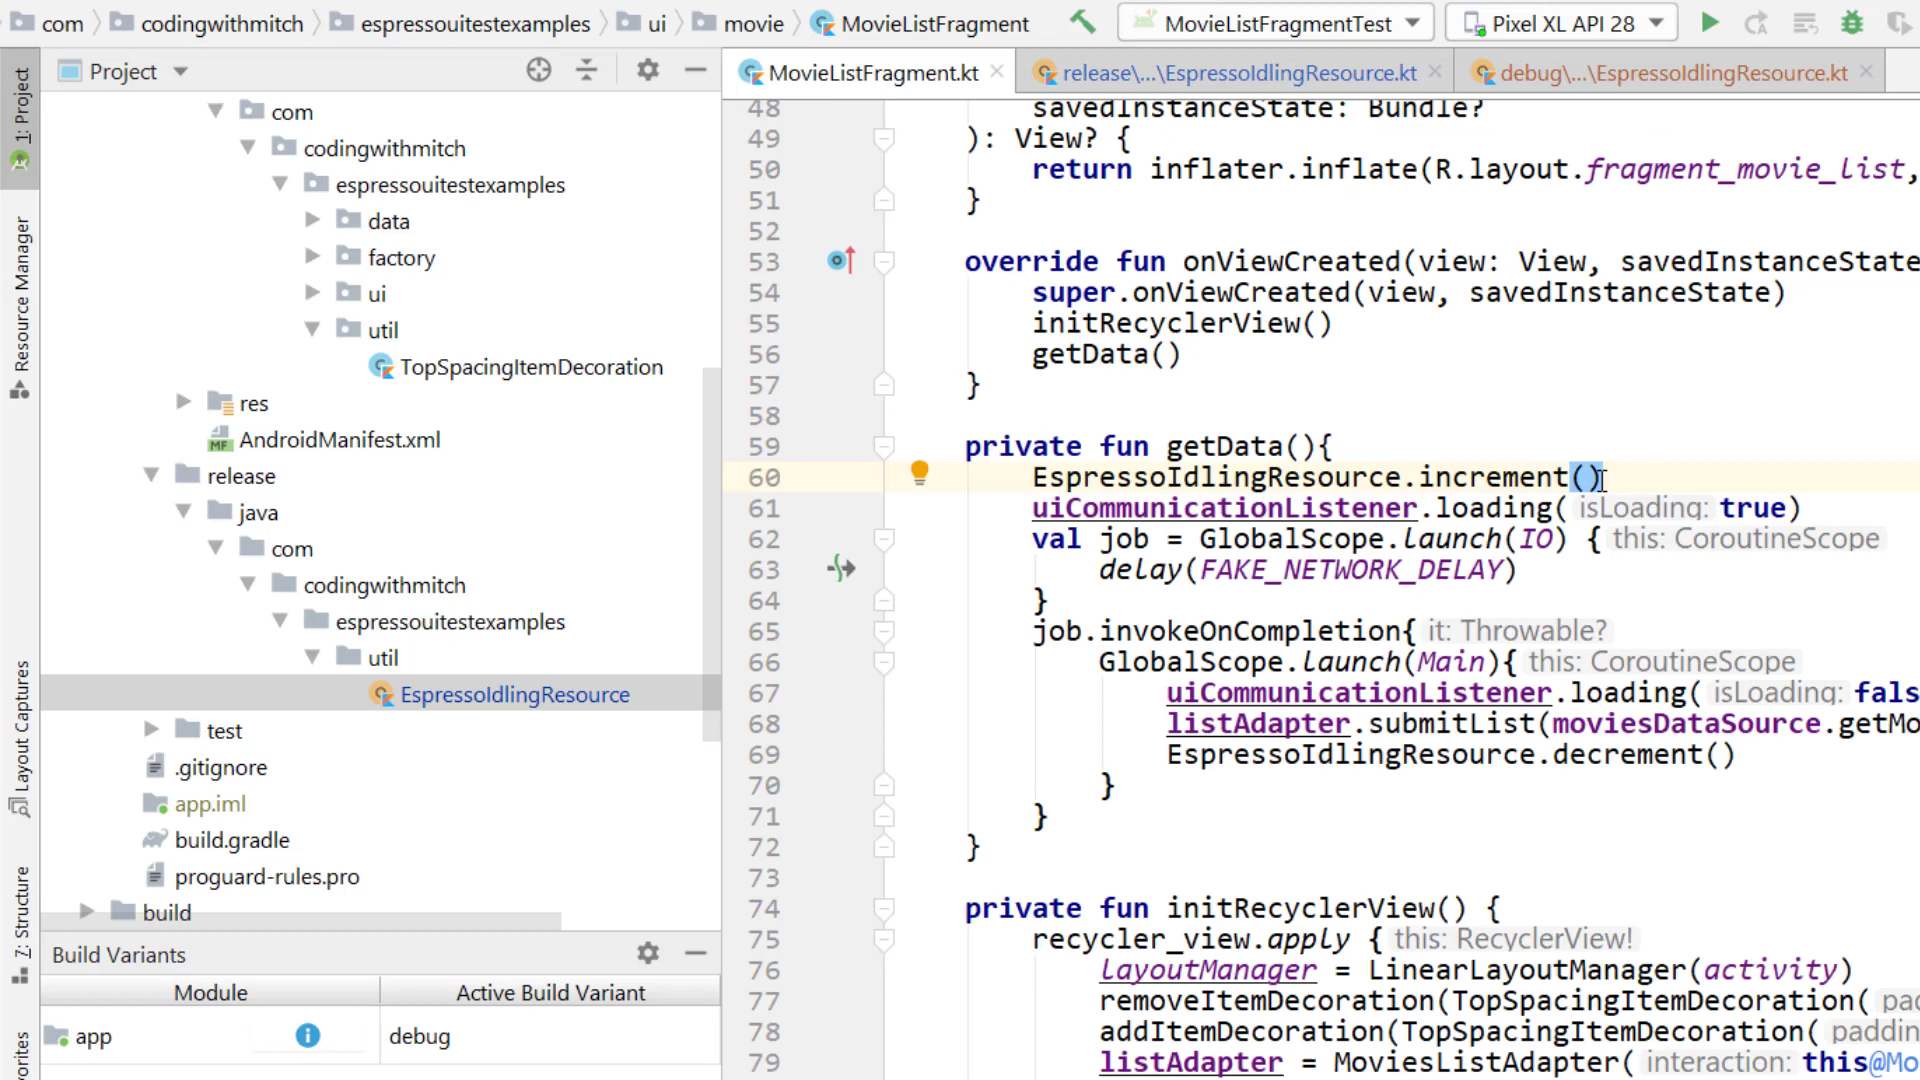 com codingwithmitch espressouitestexamples ui movie MovieListFragment MovieListFragmentTest Pixel XL API 28
Project
MovieListFragment.kt release\...\EspressoIdlingResource.kt debug\...\EspressoIdlingResource.kt
1: Project
Resource Manager
Layout Captures
7: Structure
com
codingwithmitch
espressouitestexamples
data
factory
ui
util
TopSpacingItemDecoration
res
MF AndroidManifest.xml
release
java
com
codingwithmitch
espressouitestexamples
util
EspressoIdlingResource
test
.gitignore
app.iml
build.gradle
proguard-rules.pro
build
Build Variants
Module Active Build Variant
app debug
48 savedInstanceState: Bundle?
49 ): View? {
50 return inflater.inflate(R.layout.fragment_movie_list,
51 }
52
53 override fun onViewCreated(view: View, savedInstanceState
54 super.onViewCreated(view, savedInstanceState)
55 initRecyclerView()
56 getData()
57 }
58
59 private fun getData(){
60 EspressoIdlingResource.increment()
61 uiCommunicationListener.loading( isLoading: true)
62 val job = GlobalScope.launch(IO) { this: CoroutineScope
63 delay(FAKE_NETWORK_DELAY)
64 }
65 job.invokeOnCompletion{ it: Throwable?
66 GlobalScope.launch(Main){ this: CoroutineScope
67 uiCommunicationListener.loading( isLoading: fals
68 listAdapter.submitList(moviesDataSource.getMo
69 EspressoIdlingResource.decrement()
70 }
71 }
72 }
73
74 private fun initRecyclerView() {
75 recycler_view.apply { this: RecyclerView!
76 layoutManager = LinearLayoutManager(activity)
77 removeItemDecoration(TopSpacingItemDecoration( pad
78 addItemDecoration(TopSpacingItemDecoration( paddin
79 listAdapter = MoviesListAdapter( interaction: this@Mo